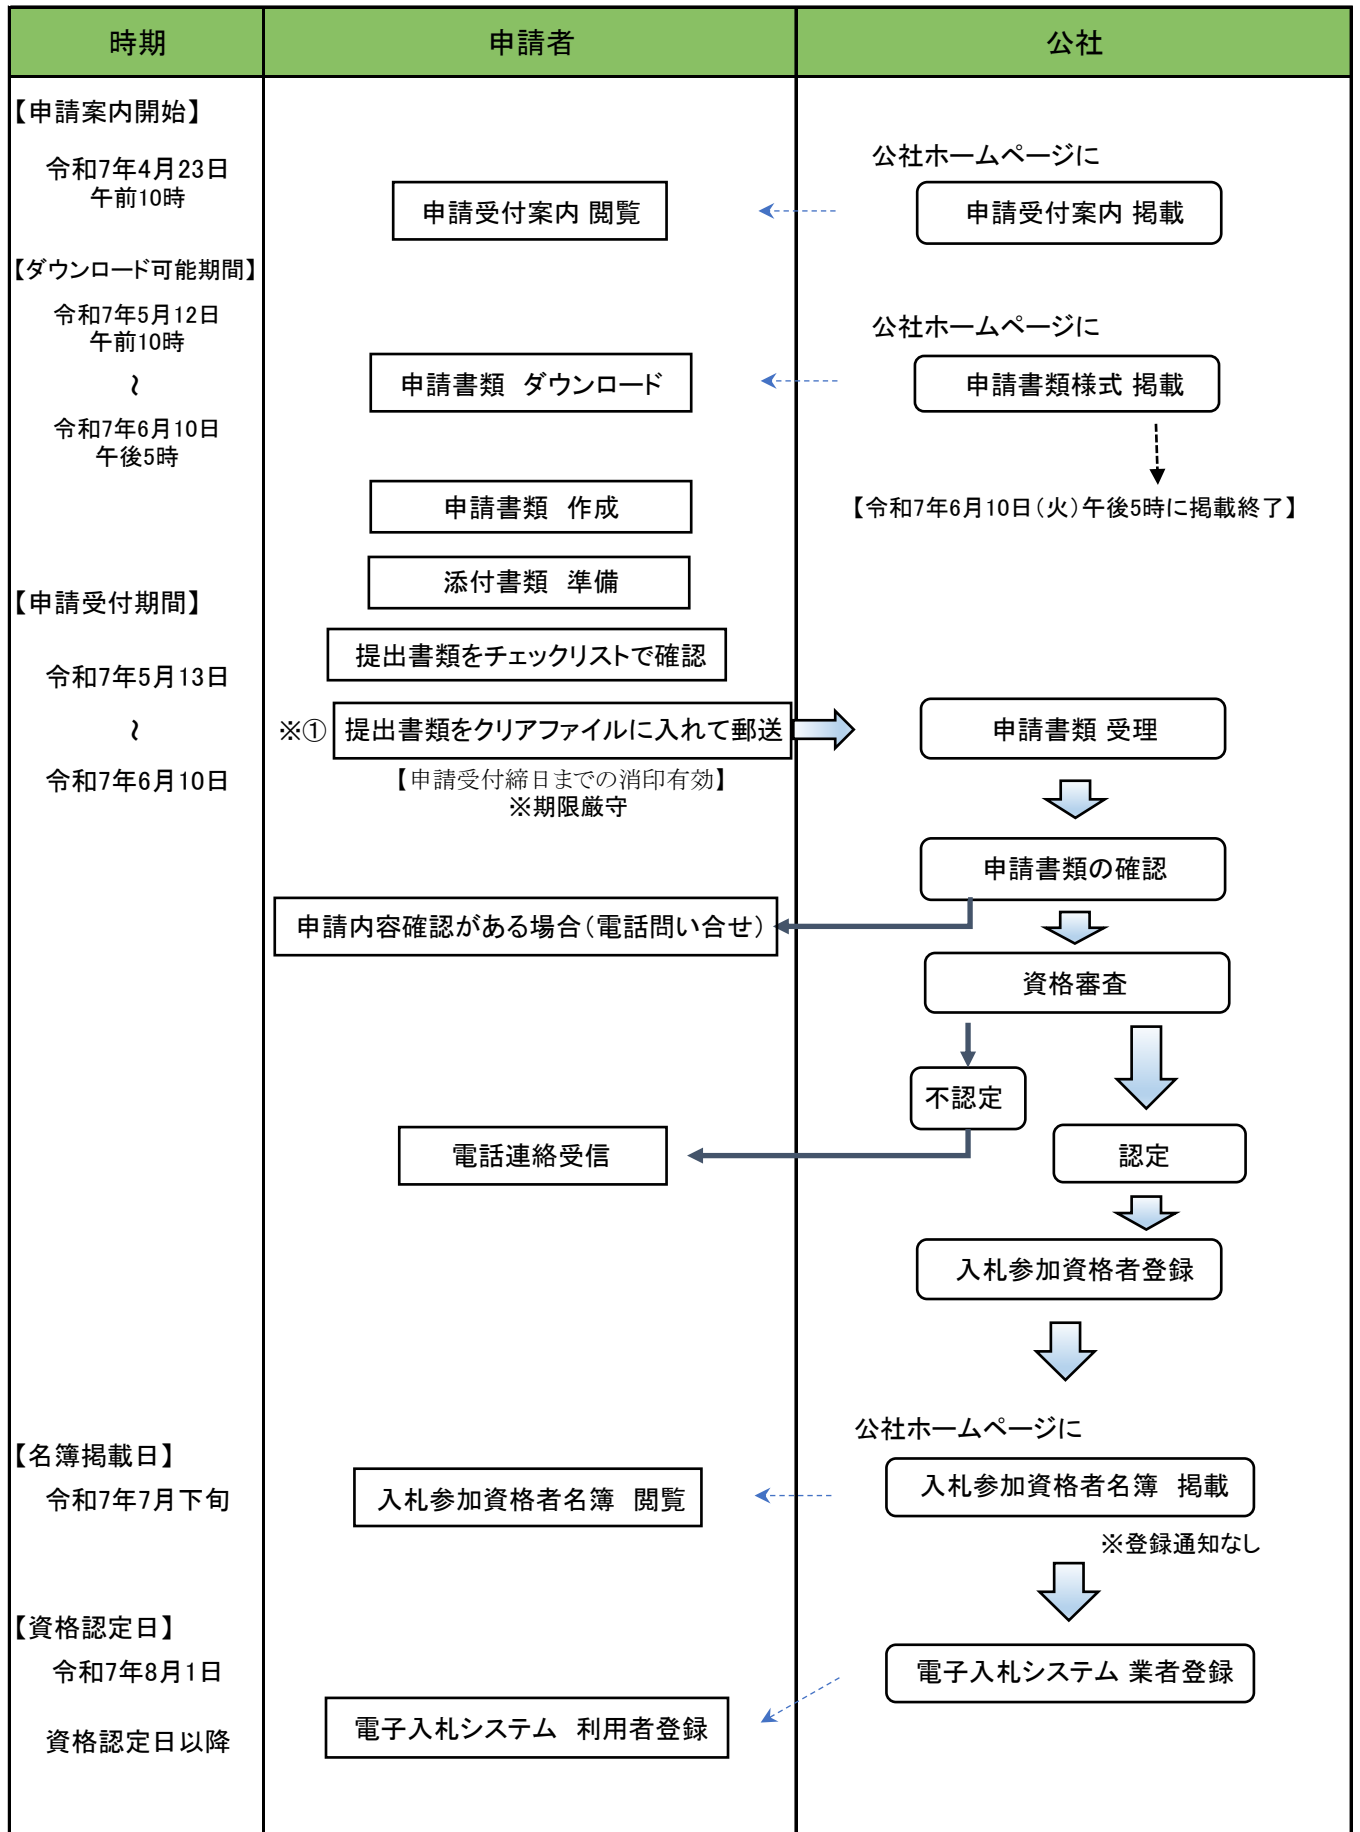 時期
申請者
公社
【申請案内開始】
令和7年4月23日
午前10時
公社ホームページに
申請受付案内 閲覧
申請受付案内 掲載
【ダウンロード可能期間】
令和7年5月12日
午前10時
～
令和7年6月10日
午後5時
公社ホームページに
申請書類 ダウンロード
申請書類様式 掲載
申請書類 作成
【令和7年6月10日（火）午後5時に掲載終了】
添付書類 準備
【申請受付期間】
令和7年5月13日
～
令和7年6月10日
提出書類をチェックリストで確認
※①
提出書類をクリアファイルに入れて郵送
申請書類 受理
【申請受付締日までの消印有効】
※期限厳守
申請書類の確認
申請内容確認がある場合（電話問い合せ）
資格審査
不認定
電話連絡受信
認定
入札参加資格者登録
公社ホームページに
【名簿掲載日】
令和7年7月下旬
入札参加資格者名簿 閲覧
入札参加資格者名簿 掲載
※登録通知なし
【資格認定日】
令和7年8月1日
電子入札システム 業者登録
資格認定日以降
電子入札システム 利用者登録